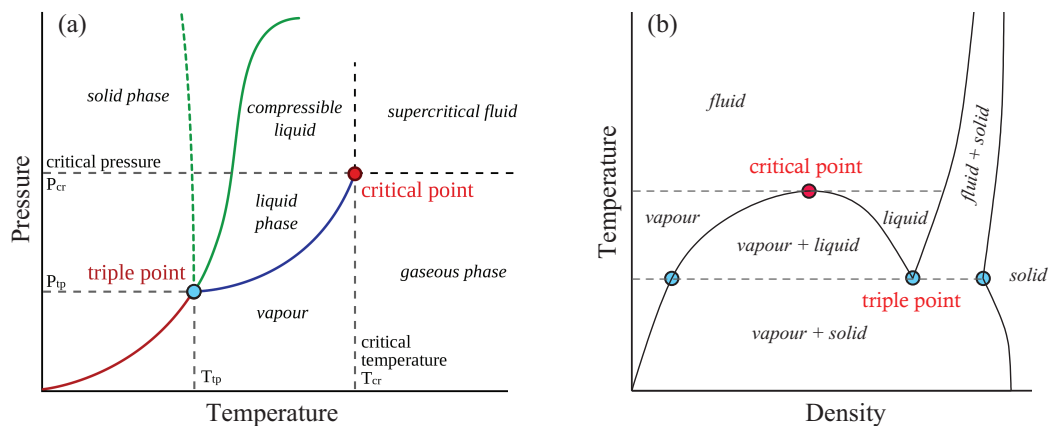 (a)
solid phase
compressible
liquid
supercritical fluid
critical pressure
Pcr
critical point
liquid
phase
triple point
gaseous phase
Ptp
vapour
critical
temperature
Ttp
Tcr
Pressure
Temperature
(b)
fluid
fluid + solid
critical point
vapour
liquid
vapour + liquid
solid
triple point
vapour + solid
Temperature
Density